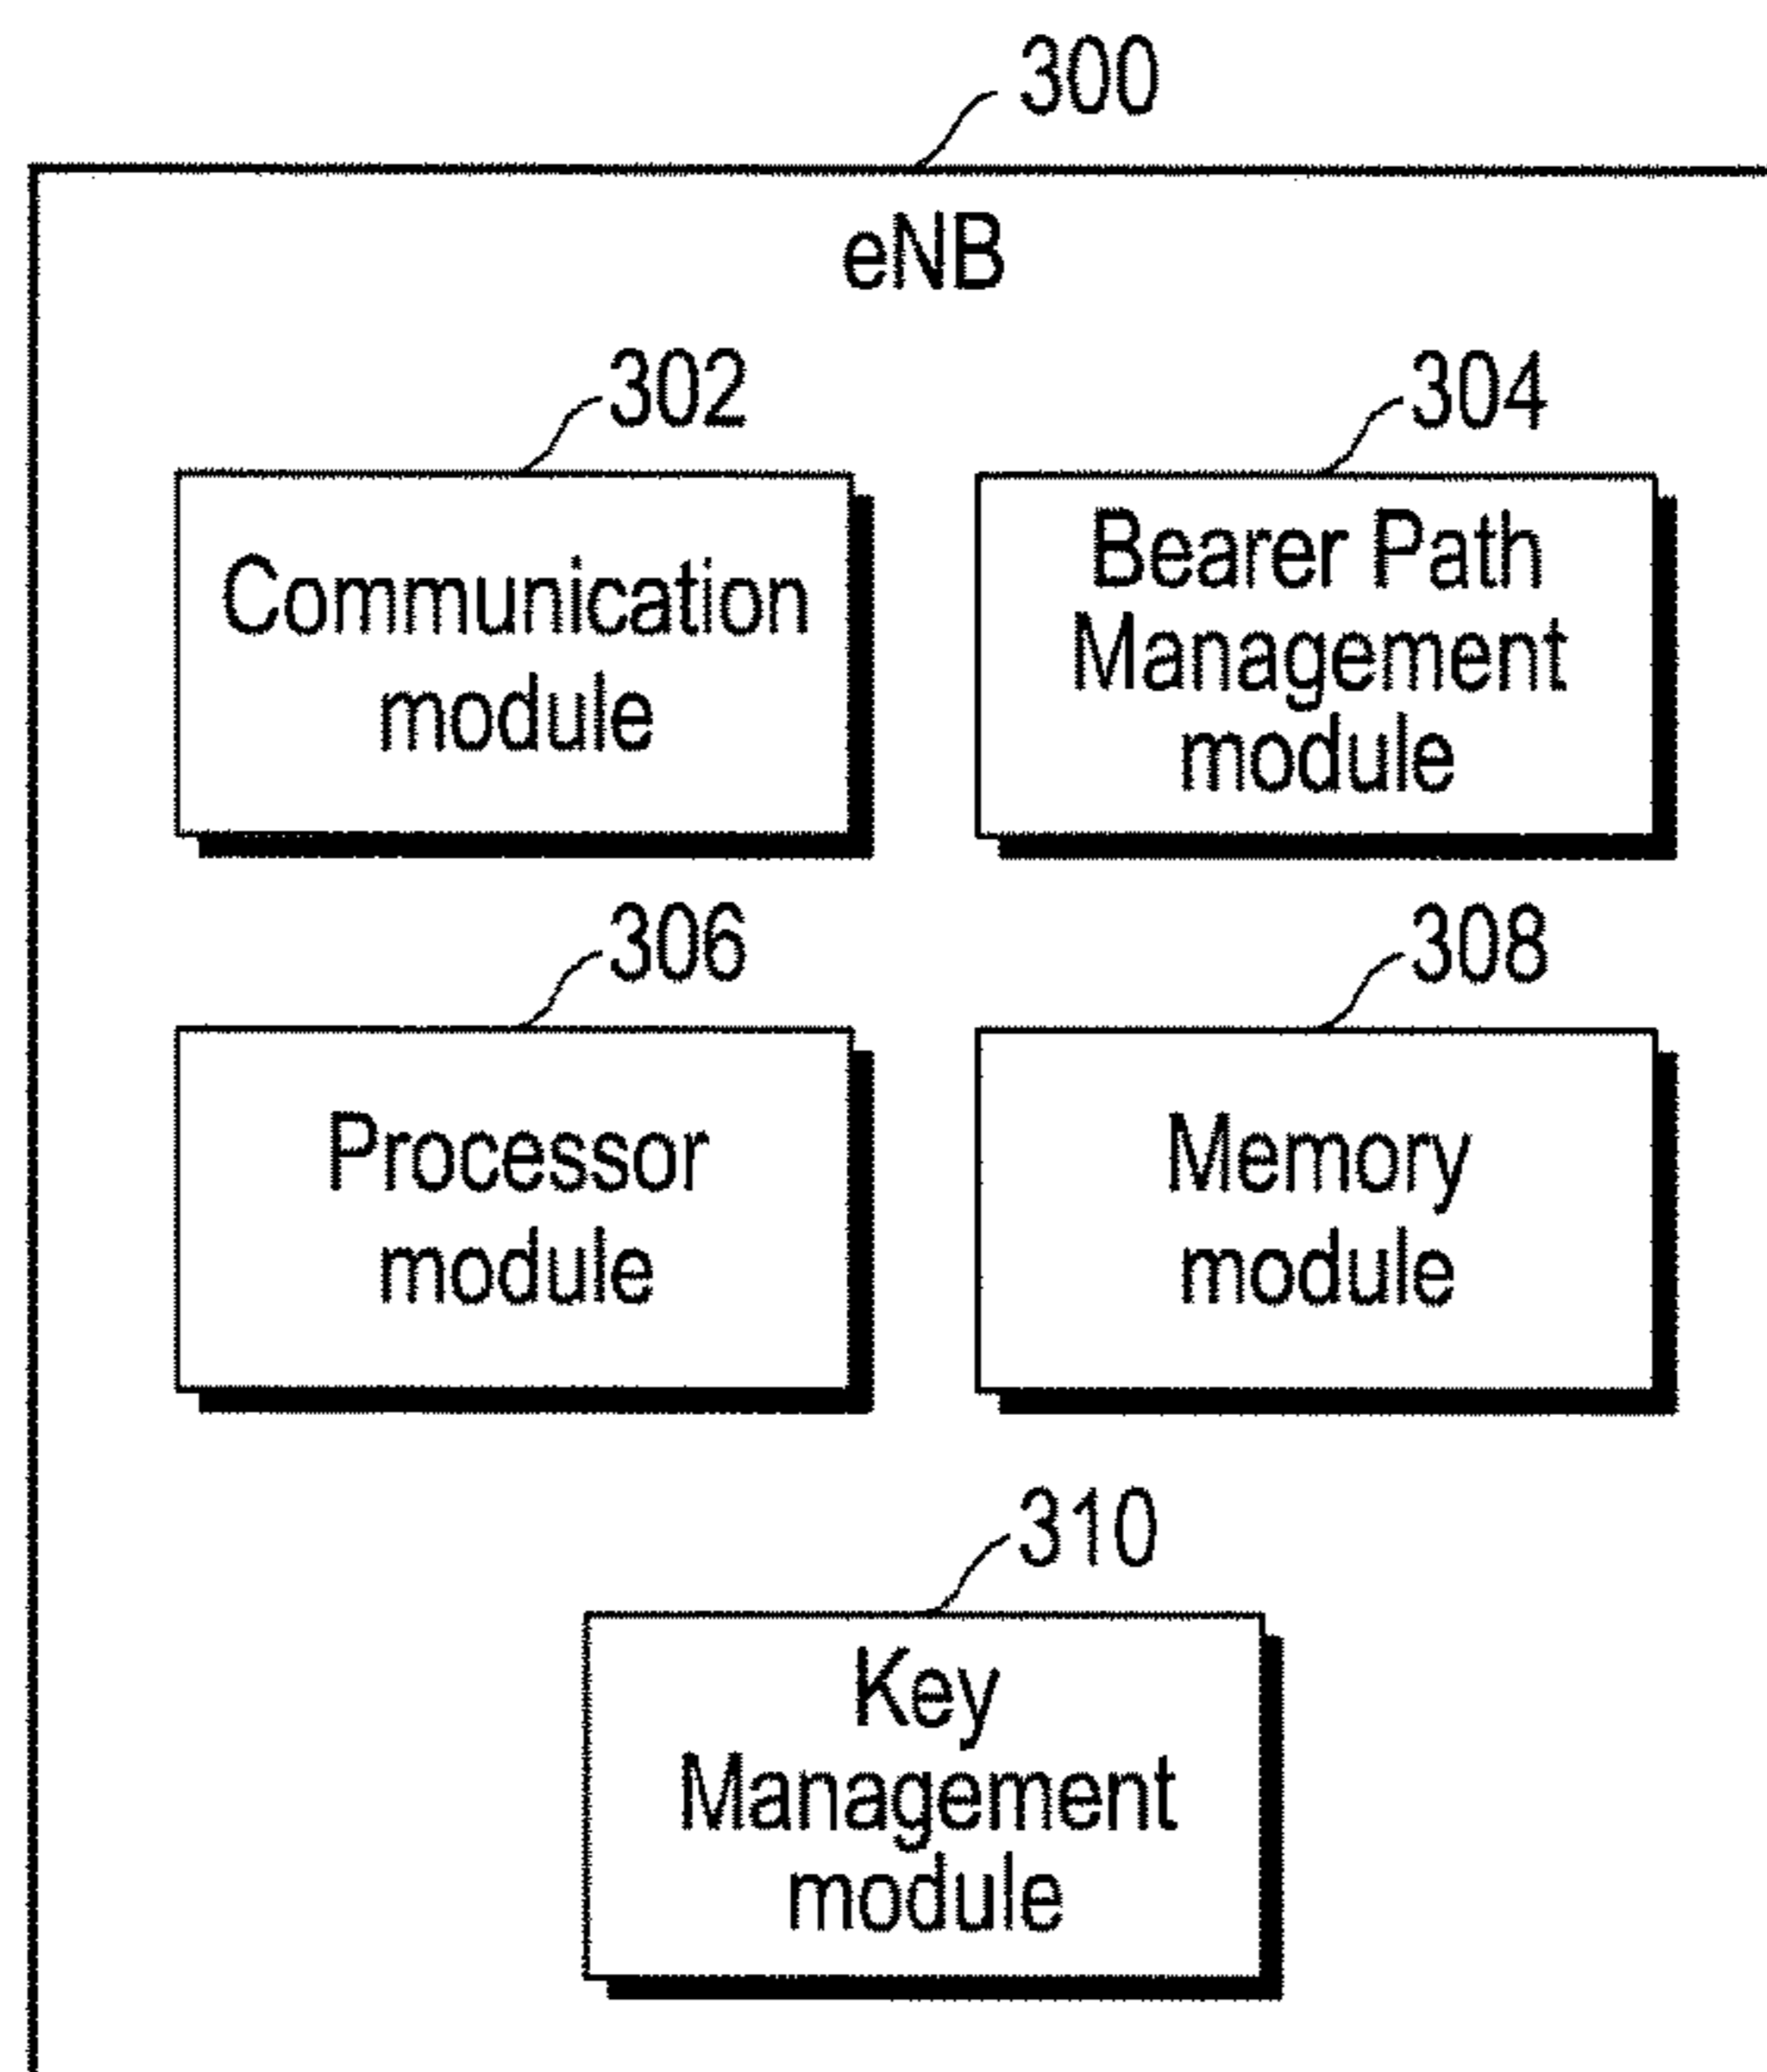 300
eNB
302
304
Communication
module
Bearer Path
Management
module
306
308
Processor
module
Memory
module
310
Key
Management
module